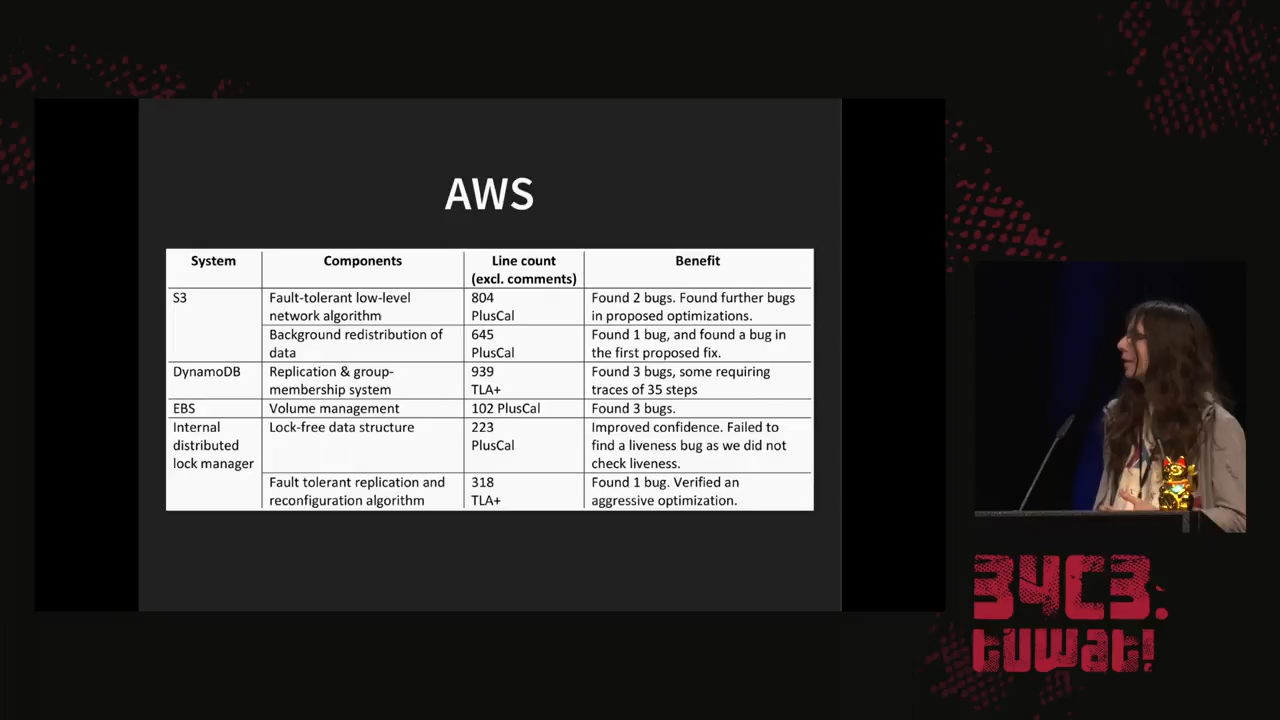 AWS
System Components Line count (excl. comments) Benefit
S3 Fault-tolerant low-level network algorithm 804 PlusCal Found 2 bugs. Found further bugs in proposed optimizations.
Background redistribution of data 645 PlusCal Found 1 bug, and found a bug in the first proposed fix.
DynamoDB Replication & group-membership system 939 TLA+ Found 3 bugs, some requiring traces of 35 steps
EBS Volume management 102 PlusCal Found 3 bugs.
Internal distributed lock manager Lock-free data structure 223 PlusCal Improved confidence. Failed to find a liveness bug as we did not check liveness.
Fault tolerant replication and reconfiguration algorithm 318 TLA+ Found 1 bug. Verified an aggressive optimization.
34C3.
tuwat!